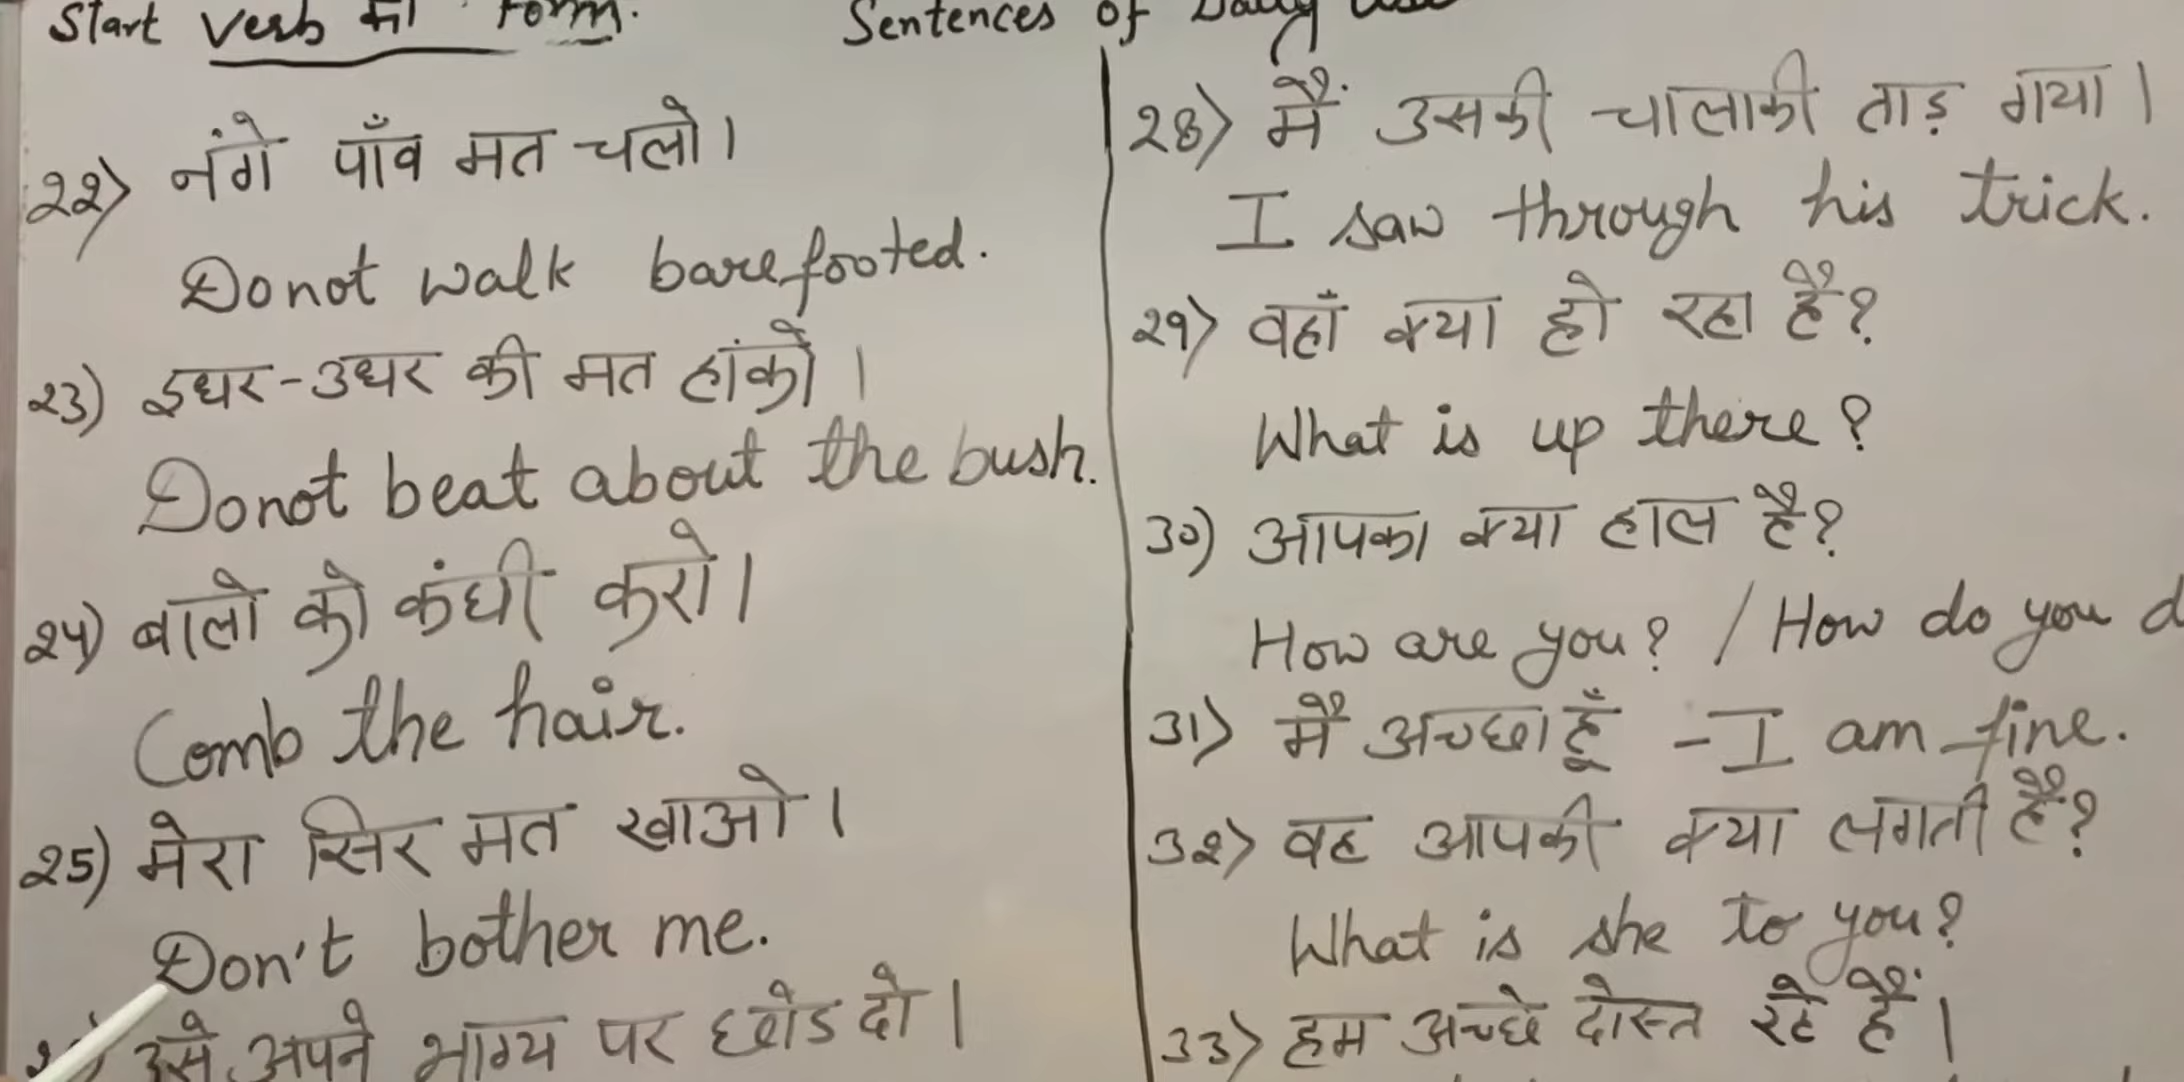 Start verb का Form.
Sentences of Daily use
22) नंगे पाँव मत चलो।
Donot walk barefooted.
23) इधर-उधर की मत हांको।
Donot beat about the bush.
24) बालो को कंघी करो।
Comb the hair.
25) मेरा सिर मत खाओ।
Don't bother me.
उसे अपने भाग्य पर छोड दो।
28) मैं उसकी चालाकी ताड़ गया।
I saw through his trick.
29) वहाँ क्या हो रहा है?
What is up there?
30) आपका क्या हाल है?
How are you? / How do you d
31) मै अच्छा हूँ - I am fine.
32) वह आपकी क्या लगती है?
What is she to you?
33) हम अच्छे दोस्त रहे हैं।